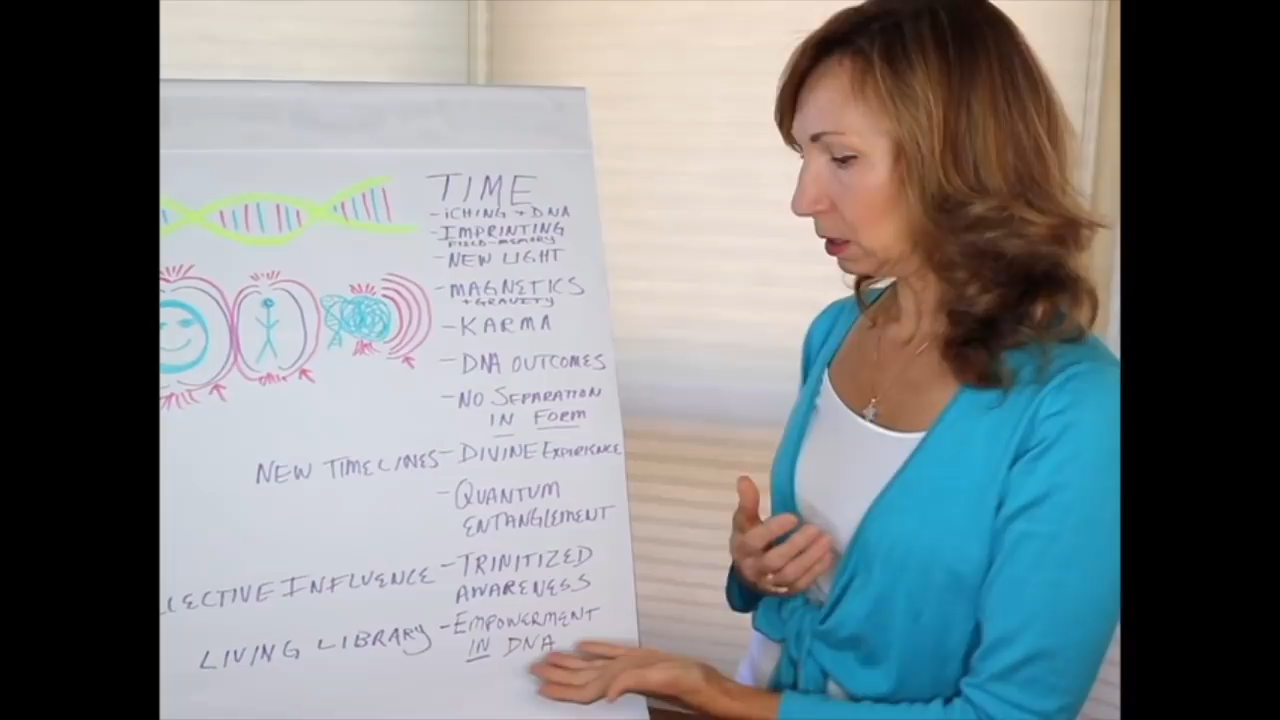 TIME
- ICHING + DNA
- IMPRINTING
FIELD-MEMORY
- NEW LIGHT
- MAGNETICS
+ GRAVITY
- KARMA
- DNA OUTCOMES
- NO SEPARATION
IN FORM
NEW TIMELINES - DIVINE EXPERIENCE
- QUANTUM
ENTANGLEMENT
LLECTIVE INFLUENCE - TRINITIZED
AWARENESS
LIVING LIBRARY - EMPOWERMENT
IN DNA